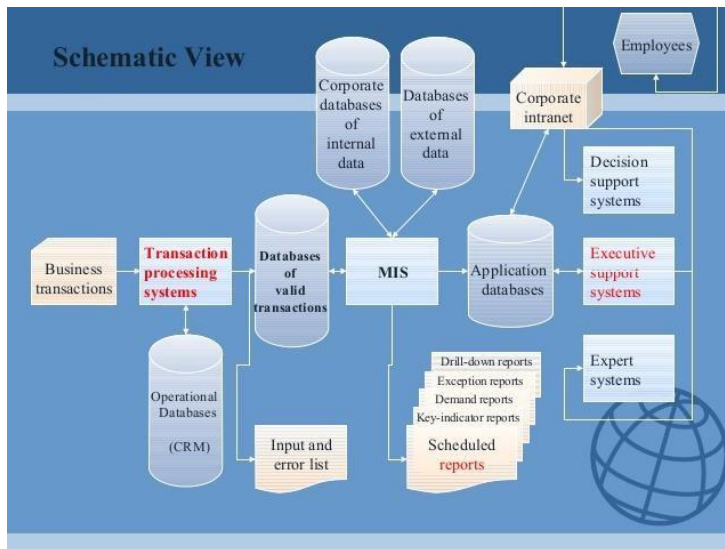 Schematic View
Employees
Corporate
databases
of
internal
data
Databases
of
external
data
Corporate
intranet
Decision
support
systems
Business
transactions
Transaction
processing
systems
Databases
of
valid
transactions
MIS
Application
databases
Executive
support
systems
Operational
Databases
(CRM)
Input and
error list
Drill-down reports
Exception reports
Demand reports
Key-indicator reports
Scheduled
reports
Expert
systems